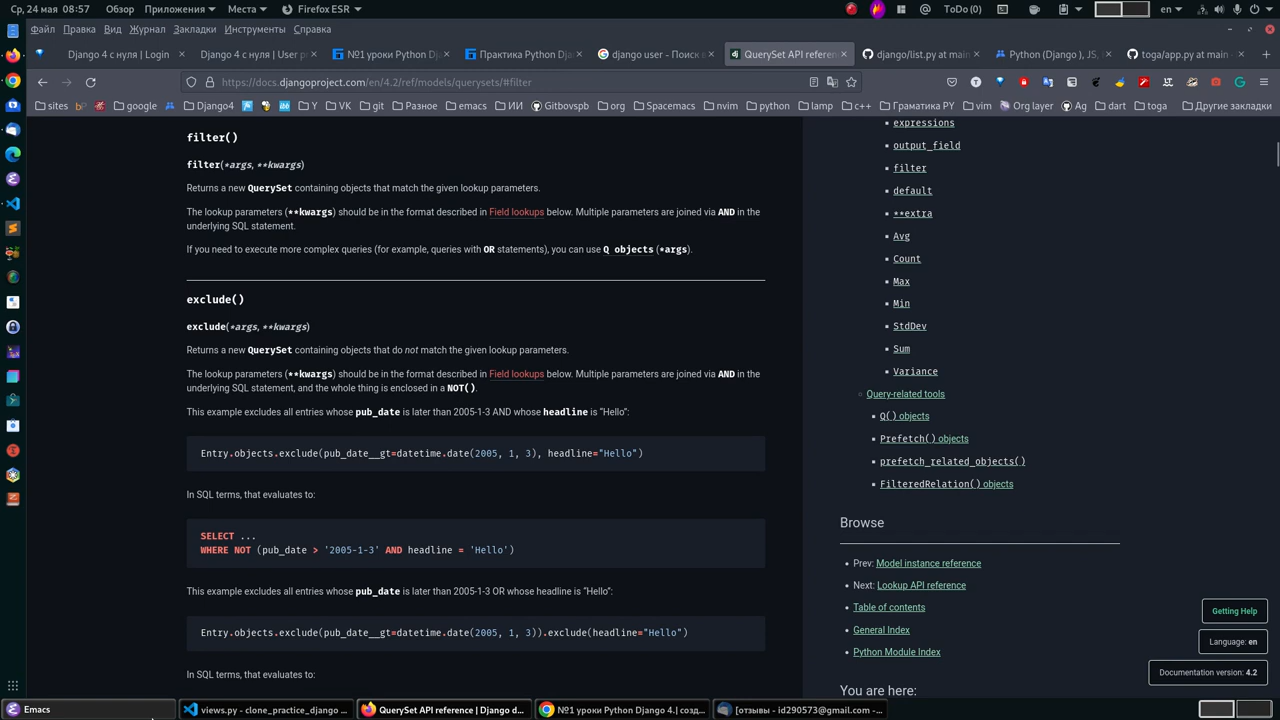 Ср, 24 мая 08:57
Обзор
Приложения
Места
Firefox ESR
ToDo (0)
en
Файл Правка Вид Журнал Закладки Инструменты Справка
Django 4 с нуля | Login
Django 4 с нуля | User p
№1 уроки Python Djan
Практика Python Djan
django user - Поиск
QuerySet API referenc
django/list.py at main
Python (Django ), JS,
toga/app.py at main
https://docs.djangoproject.com/en/4.2/ref/models/querysets/#filter
sites
bP
google
Django4
Y
VK
git
Разное
emacs
ИИ
Gitbovspb
org
Spacemacs
nvim
python
lamp
c++
Граматика РY
vim
Org layer
Ag
dart
toga
Другие закладки
filter()
filter(*args, **kwargs)
Returns a new QuerySet containing objects that match the given lookup parameters.
The lookup parameters (**kwargs) should be in the format described in Field lookups below. Multiple parameters are joined via AND in the
underlying SQL statement.
If you need to execute more complex queries (for example, queries with OR statements), you can use Q objects (*args).
exclude()
exclude(*args, **kwargs)
Returns a new QuerySet containing objects that do not match the given lookup parameters.
The lookup parameters (**kwargs) should be in the format described in Field lookups below. Multiple parameters are joined via AND in the
underlying SQL statement, and the whole thing is enclosed in a NOT().
This example excludes all entries whose pub_date is later than 2005-1-3 AND whose headline is “Hello”:
Entry.objects.exclude(pub_date__gt=datetime.date(2005, 1, 3), headline="Hello")
In SQL terms, that evaluates to:
SELECT ...
WHERE NOT (pub_date > '2005-1-3' AND headline = 'Hello')
This example excludes all entries whose pub_date is later than 2005-1-3 OR whose headline is “Hello”:
Entry.objects.exclude(pub_date__gt=datetime.date(2005, 1, 3)).exclude(headline="Hello")
In SQL terms, that evaluates to:
expressions
output_field
filter
default
**extra
Avg
Count
Max
Min
StdDev
Sum
Variance
Query-related tools
Q() objects
Prefetch() objects
prefetch_related_objects()
FilteredRelation() objects
Browse
Prev: Model instance reference
Next: Lookup API reference
Table of contents
General Index
Python Module Index
You are here:
Getting Help
Language: en
Documentation version: 4.2
Emacs
views.py - clone_practice_django ...
QuerySet API reference | Django d...
№1 уроки Python Django 4.| созд...
[отзывы - id290573@gmail.com - ...